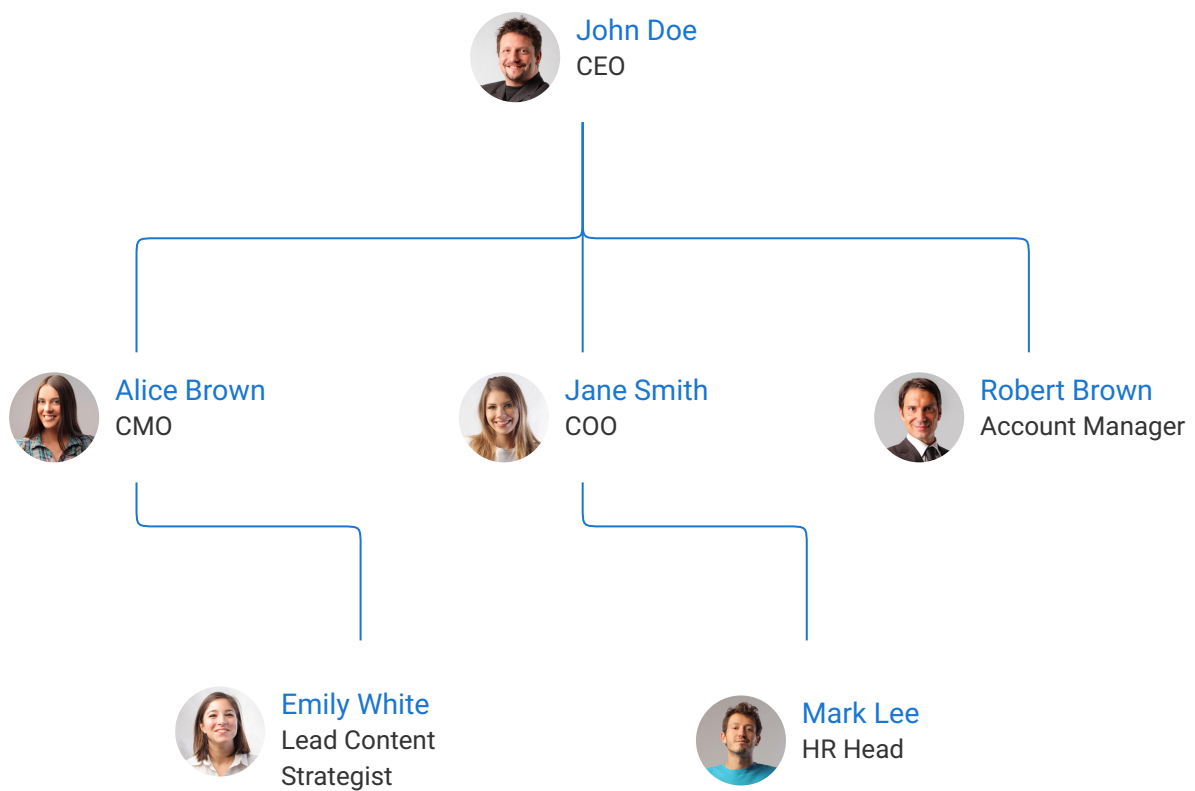 John Doe
CEO
Alice Brown
CMO
Jane Smith
COO
Robert Brown
Account Manager
Emily White
Lead Content
Strategist
Mark Lee
HR Head